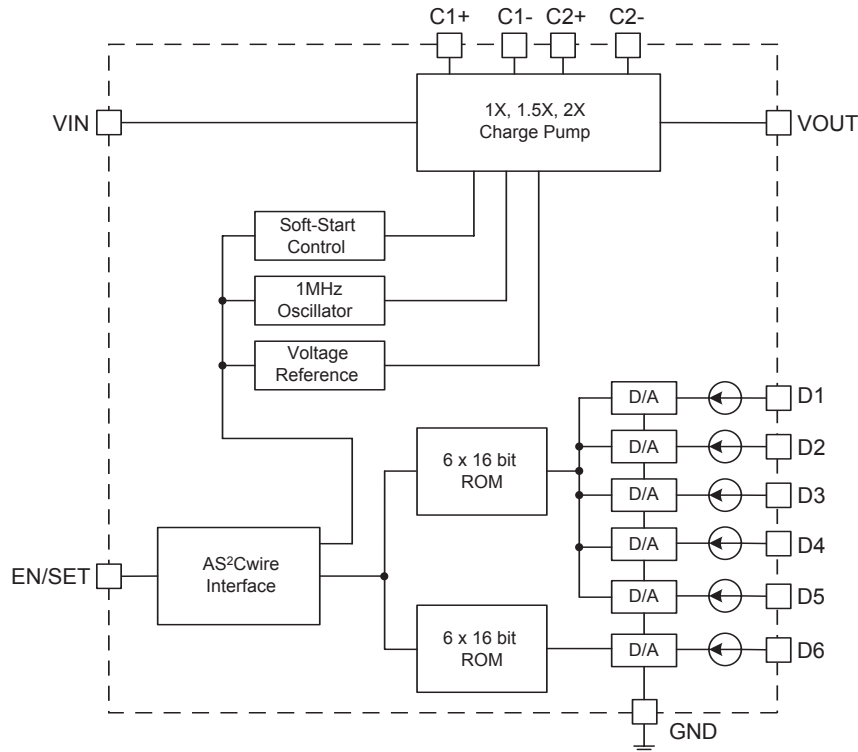 C1+ C1- C2+ C2-
VIN
1X, 1.5X, 2X
Charge Pump
VOUT
Soft-Start
Control
1MHz
Oscillator
Voltage
Reference
D/A D1
D/A D2
6 x 16 bit
ROM
D/A D3
D/A D4
EN/SET
AS²Cwire
Interface
D/A D5
6 x 16 bit
ROM
D/A D6
GND